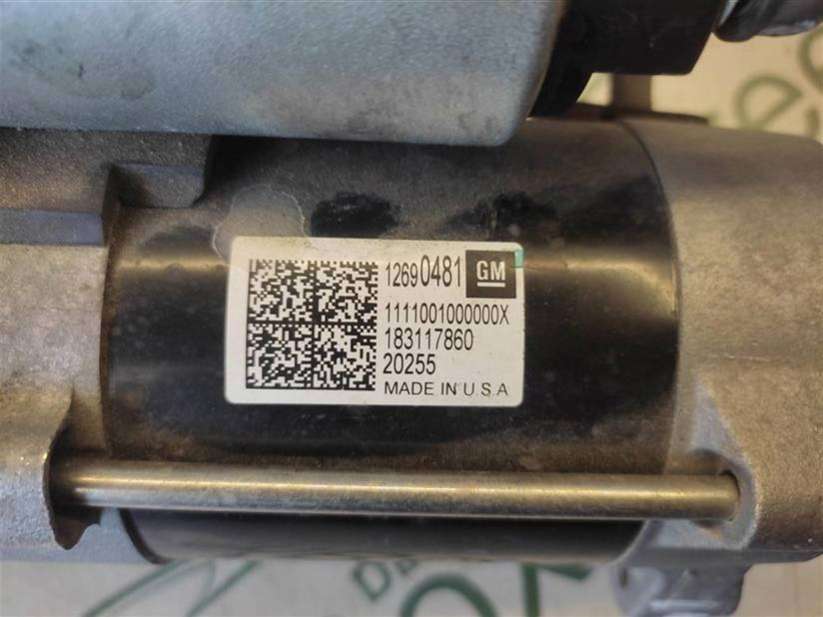 12690481 GM
1111001000000X
183117860
20255
MADE IN U.S.A